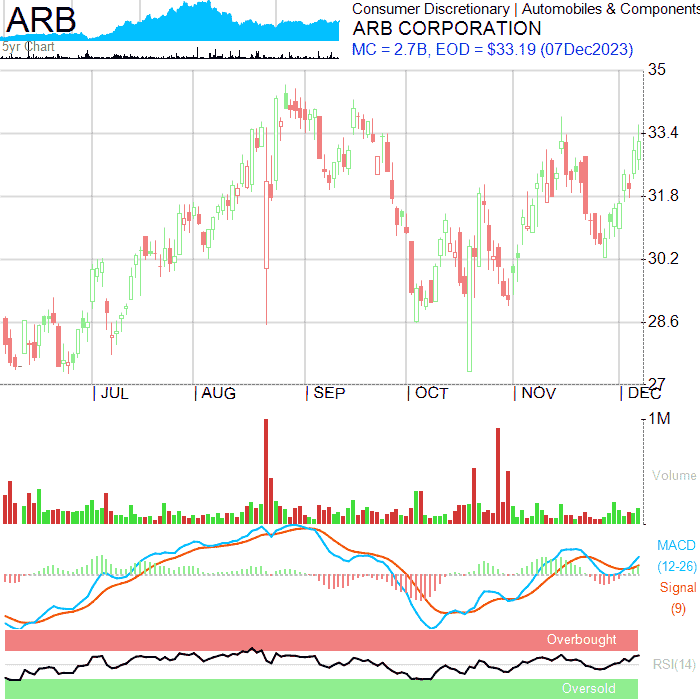 ARB
5yr Chart
Consumer Discretionary | Automobiles & Components
ARB CORPORATION
MC = 2.7B, EOD = $33.19 (07Dec2023)
35
33.4
31.8
30.2
28.6
27
JUL AUG SEP OCT NOV DEC
1M
Volume
MACD
(12-26)
Signal
(9)
Overbought
RSI(14)
Oversold